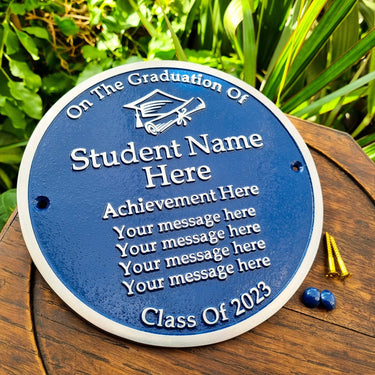 On The Graduation Of
Student Name
Here
Achievement Here
Your message here
Your message here
Your message here
Your message here
Class Of 2023